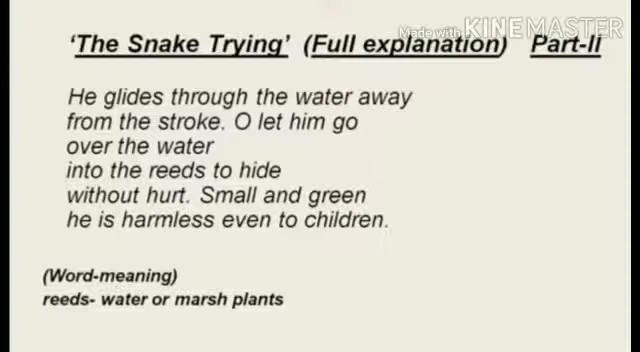 Made with KINEMASTER
'The Snake Trying' (Full explanation) Part-II
He glides through the water away
from the stroke. O let him go
over the water
into the reeds to hide
without hurt. Small and green
he is harmless even to children.
(Word-meaning)
reeds- water or marsh plants